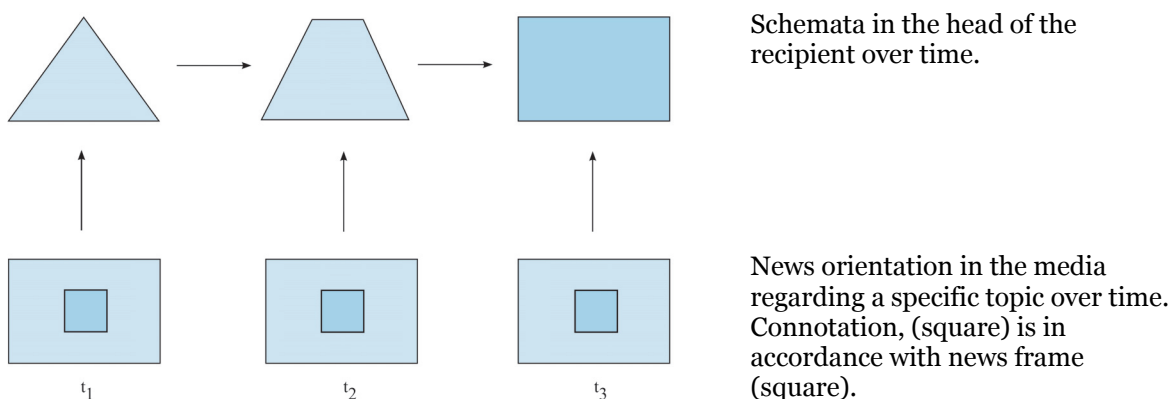 Schemata in the head of the
recipient over time.
News orientation in the media
regarding a specific topic over time.
Connotation, (square) is in
accordance with news frame
(square).
t₁
t₂
t₃